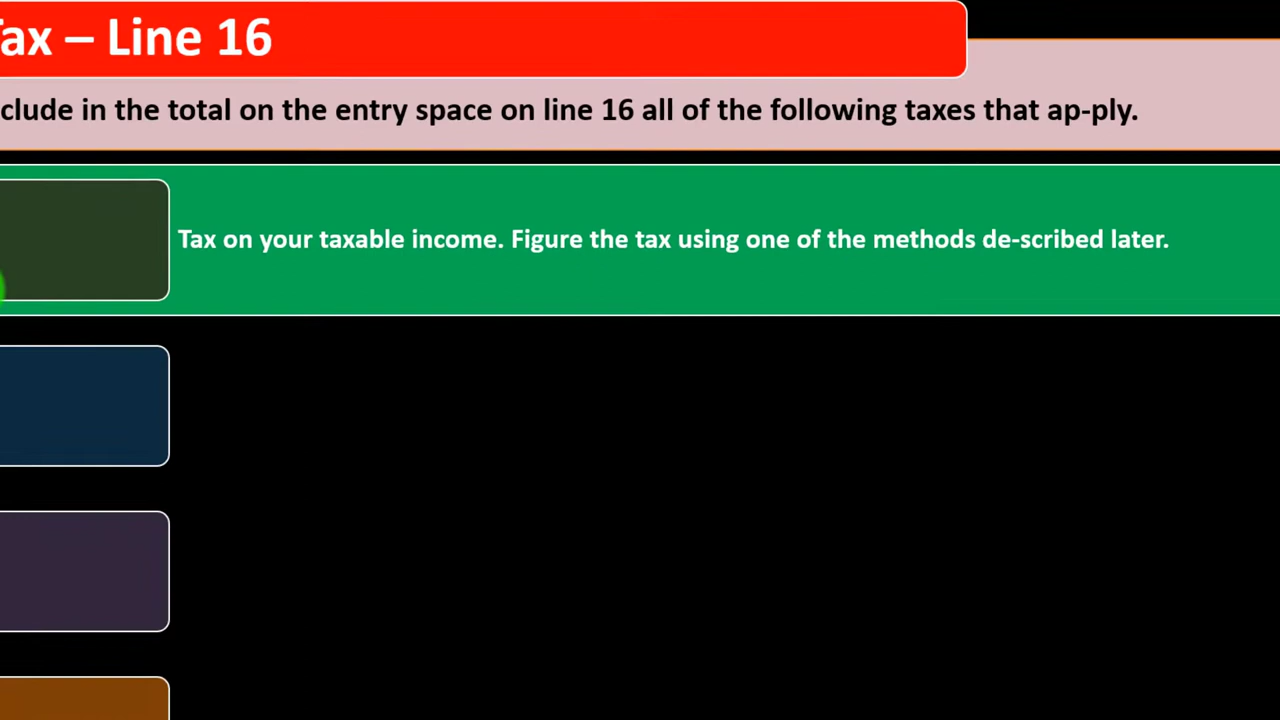 ax – Line 16
clude in the total on the entry space on line 16 all of the following taxes that ap-ply.
Tax on your taxable income. Figure the tax using one of the methods de-scribed later.